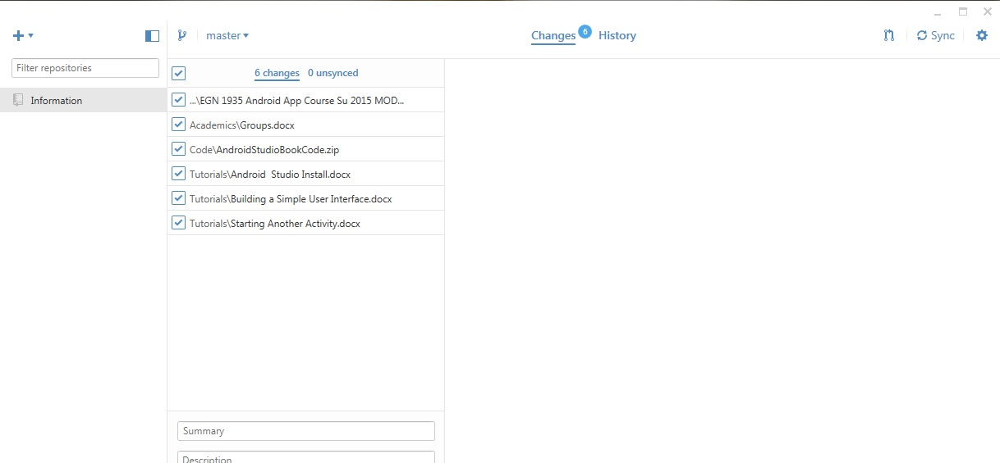 master
Changes 6 History
Sync
Filter repositories
Information
6 changes 0 unsynced
...\EGN 1935 Android App Course Su 2015 MOD...
Academics\Groups.docx
Code\AndroidStudioBookCode.zip
Tutorials\Android  Studio Install.docx
Tutorials\Building a Simple User Interface.docx
Tutorials\Starting Another Activity.docx
Summary
Description